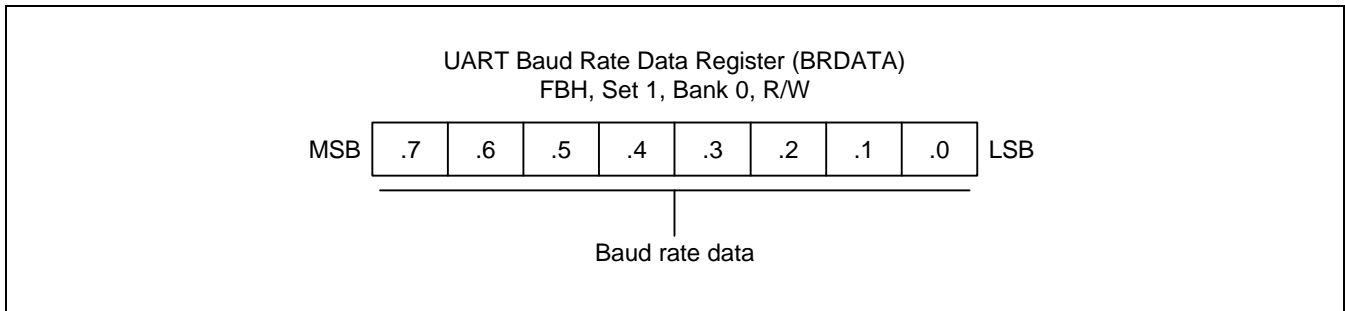 UART Baud Rate Data Register (BRDATA)
FBH, Set 1, Bank 0, R/W
MSB .7 .6 .5 .4 .3 .2 .1 .0 LSB
Baud rate data